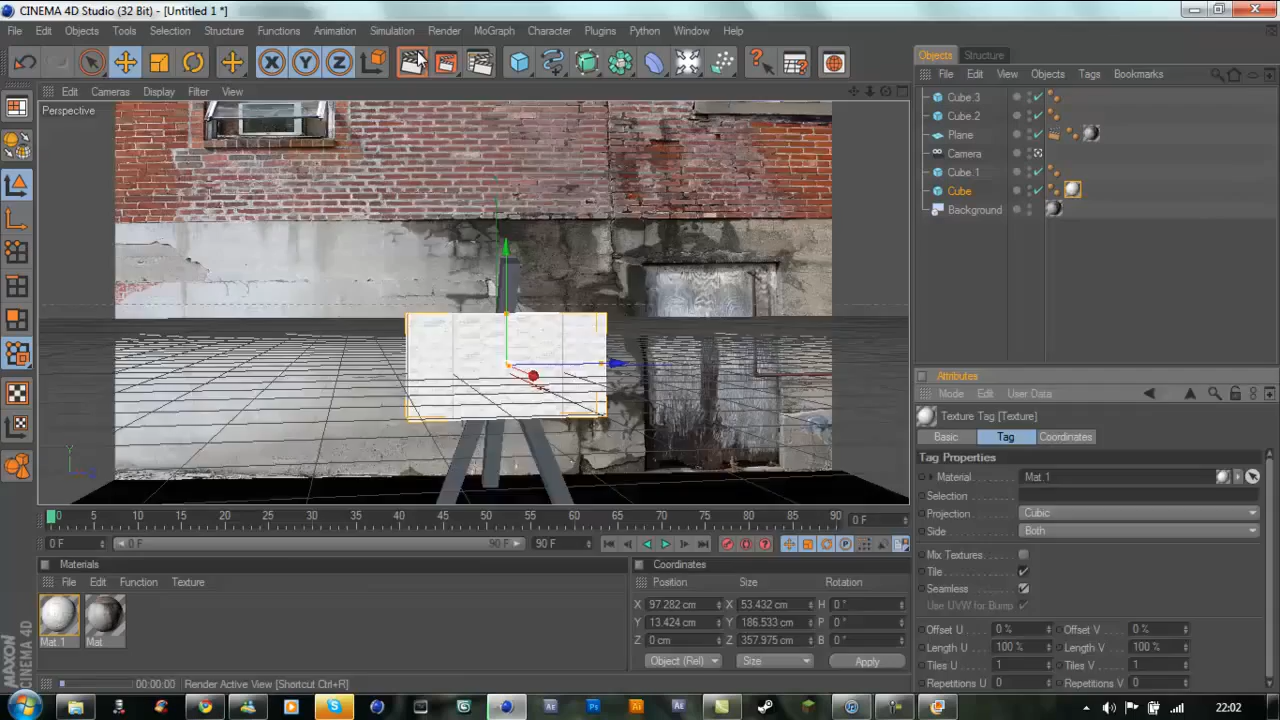 CINEMA 4D Studio (32 Bit) - [Untitled 1 *]
File Edit Objects Tools Selection Structure Functions Animation Simulation Render MoGraph Character Plugins Python Window Help
Objects Structure
File Edit View Objects Tags Bookmarks
Edit Cameras Display Filter View
Perspective
Cube.3
Cube.2
Plane
Camera
Cube.1
Cube
Background
Attributes
Mode Edit User Data
Texture Tag [Texture]
Basic Tag Coordinates
Tag Properties
Material Mat.1
Selection
Projection Cubic
Side Both
Mix Textures
Tile
Seamless
Use UVW for Bump
Offset U 0 % Offset V 0 %
Length U 100 % Length V 100 %
Tiles U 1 Tiles V 1
Repetitions U 0 Repetitions V 0
0 5 10 15 20 25 30 35 40 45 50 55 60 65 70 75 80 85 90 0 F
0 F 0 F 90 F 90 F
Materials
File Edit Function Texture
Mat.1 Mat
Coordinates
Position Size Rotation
X 97.282 cm X 53.432 cm H 0 °
Y 13.424 cm Y 186.533 cm P 0 °
Z 0 cm Z 357.975 cm B 0 °
Object (Rel) Size Apply
MAXON CINEMA 4D
00:00:00 Render Active View [Shortcut Ctrl+R]
22:02